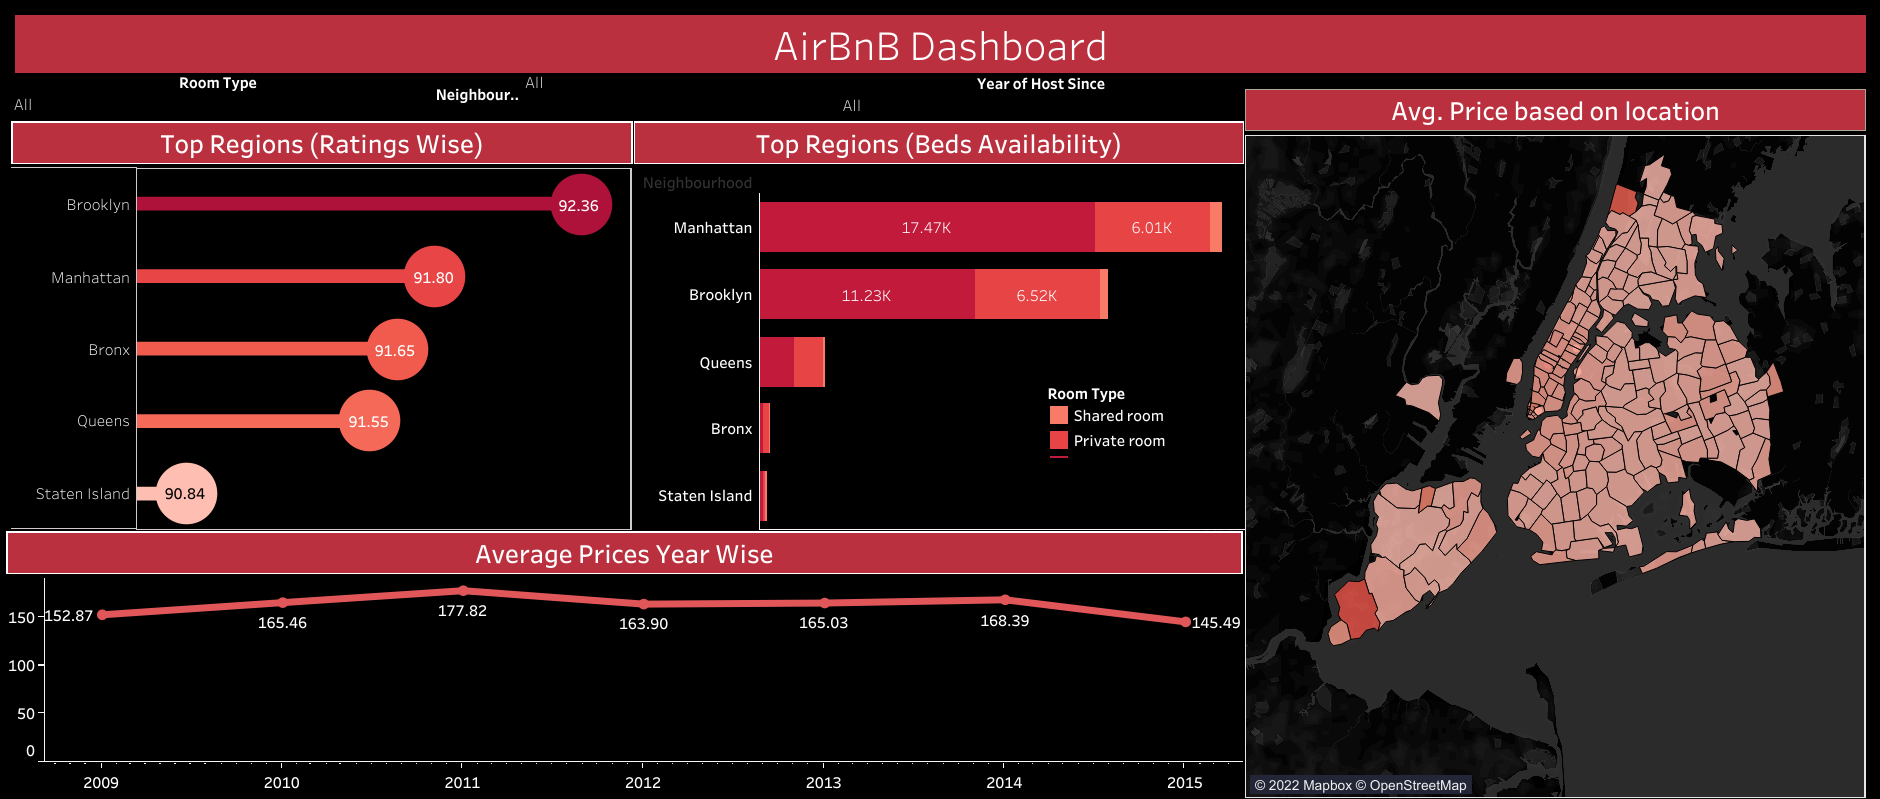 AirBnB Dashboard
Room Type
All
Neighbour..
All
Year of Host Since
All
Top Regions (Ratings Wise)
Brooklyn
92.36
Manhattan
91.80
Bronx
91.65
Queens
91.55
Staten Island
90.84
Top Regions (Beds Availability)
Neighbourhood
Manhattan
17.47K
6.01K
Brooklyn
11.23K
6.52K
Queens
Bronx
Staten Island
Room Type
Shared room
Private room
Avg. Price based on location
© 2022 Mapbox © OpenStreetMap
Average Prices Year Wise
150
100
50
0
152.87
165.46
177.82
163.90
165.03
168.39
145.49
2009
2010
2011
2012
2013
2014
2015